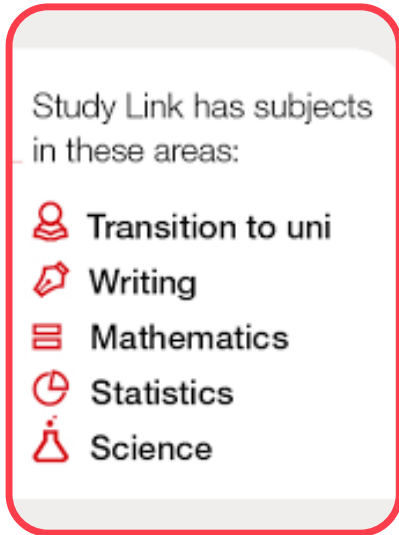 Study Link has subjects
in these areas:
Transition to uni
Writing
Mathematics
Statistics
Science